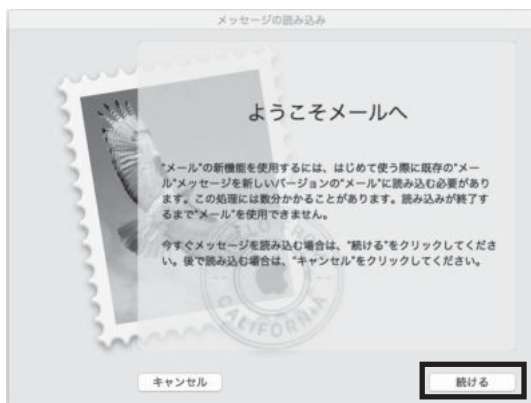 メッセージの読み込み
ようこそメールへ
"メール"の新機能を使用するには、はじめて使う際に既存の"メー
ル"メッセージを新しいバージョンの"メール"に読み込む必要があり
ます。この処理には数分かかることがあります。読み込みが終了す
るまで"メール"を使用できません。
今すぐメッセージを読み込む場合は、"続ける"をクリックしてくださ
い。後で読み込む場合は、"キャンセル"をクリックしてください。
CALIFORNIA
キャンセル
続ける